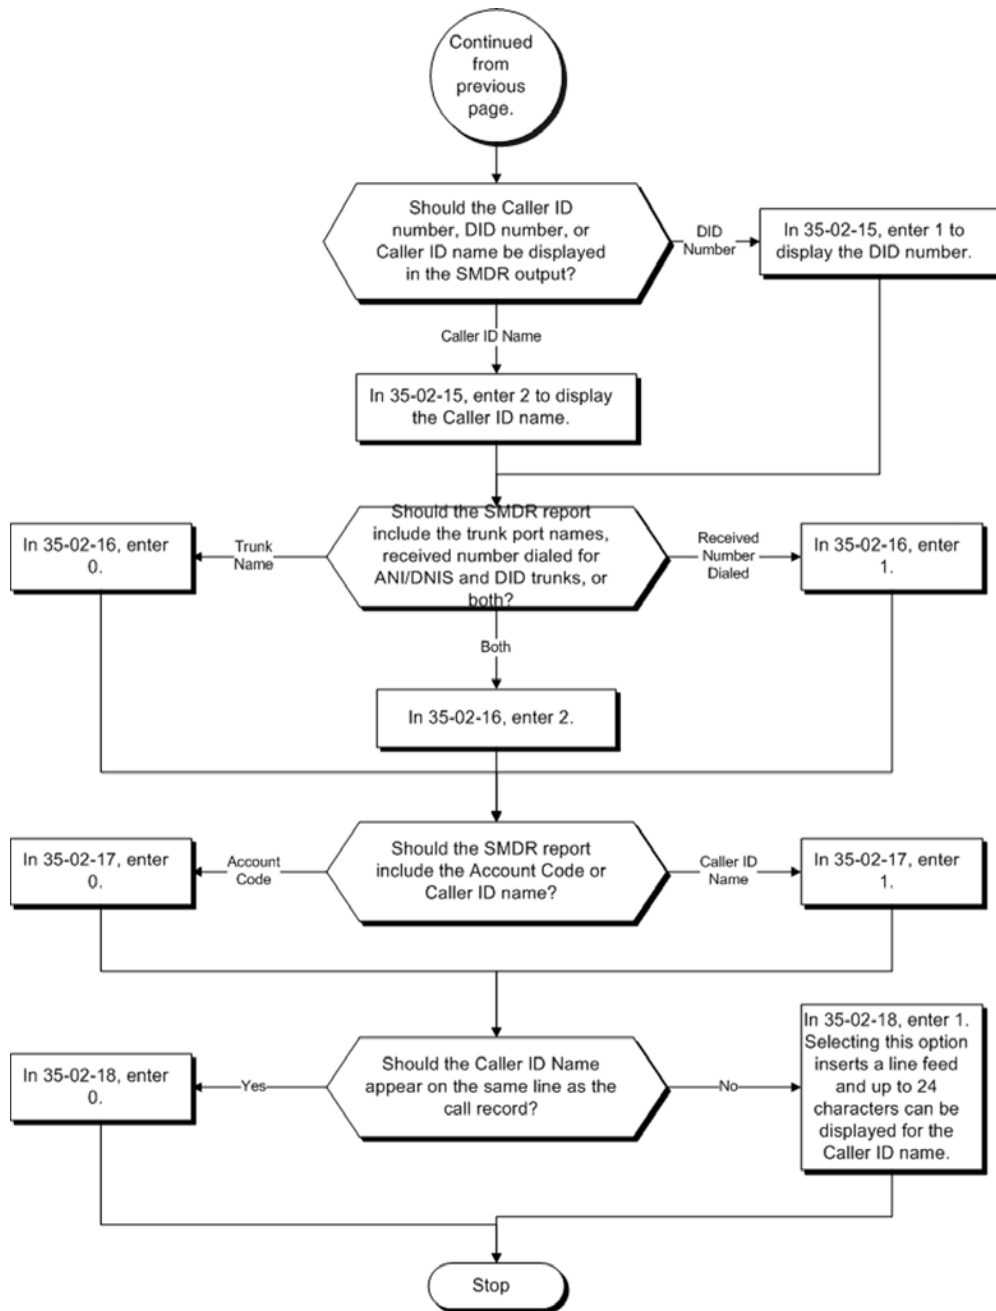 Continued
from
previous
page.
Should the Caller ID
number, DID number, or
Caller ID name be displayed
in the SMDR output?
DID
Number
In 35-02-15, enter 1 to
display the DID number.
Caller ID Name
In 35-02-15, enter 2 to display
the Caller ID name.
Should the SMDR report
include the trunk port names,
received number dialed for
ANI/DNIS and DID trunks, or
both?
Trunk
Name
In 35-02-16, enter
0.
Received
Number
Dialed
In 35-02-16, enter
1.
Both
In 35-02-16, enter 2.
Should the SMDR report
include the Account Code or
Caller ID name?
Account
Code
In 35-02-17, enter
0.
Caller ID
Name
In 35-02-17, enter
1.
Should the Caller ID Name
appear on the same line as the
call record?
Yes
In 35-02-18, enter
0.
No
In 35-02-18, enter 1.
Selecting this option
inserts a line feed
and up to 24
characters can be
displayed for the
Caller ID name.
Stop